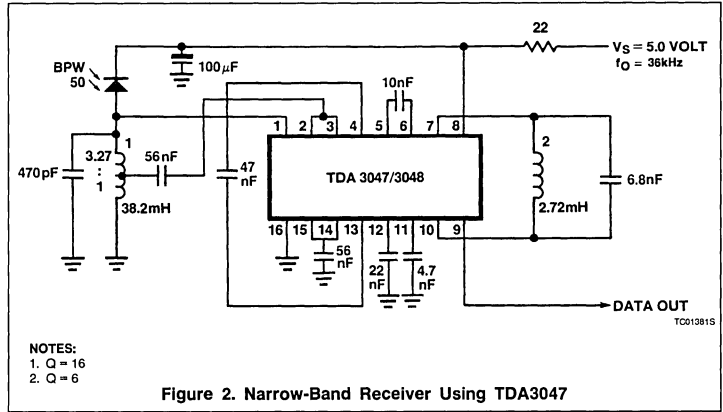 22
V_S = 5.0 VOLT
f_O = 36kHz
BPW
50
100μF
10nF
1 2 3 4 5 6 7 8
1
3.27
⋮
1
56nF
470pF
38.2mH
47
nF
TDA 3047/3048
2
2.72mH
6.8nF
16 15 14 13 12 11 10 9
56
nF
22
nF
4.7
nF
DATA OUT
TC01381S
NOTES:
1. Q = 16
2. Q = 6
Figure 2. Narrow-Band Receiver Using TDA3047